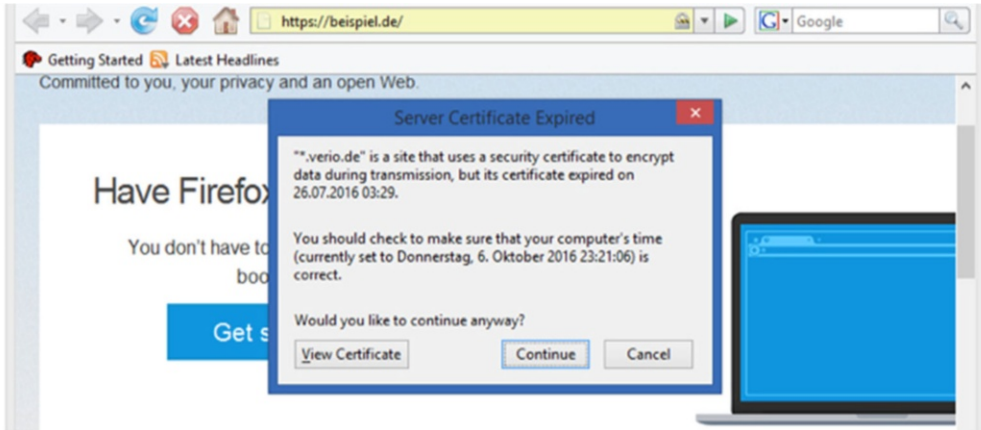 https://beispiel.de/
G
Google
Getting Started Latest Headlines
Committed to you, your privacy and an open Web.
Server Certificate Expired
"*.verio.de" is a site that uses a security certificate to encrypt
data during transmission, but its certificate expired on
26.07.2016 03:29.
Have Firefox
You don't have to
You should check to make sure that your computer's time
(currently set to Donnerstag, 6. Oktober 2016 23:21:06) is
correct.
boo
Would you like to continue anyway?
Get s
View Certificate Continue Cancel